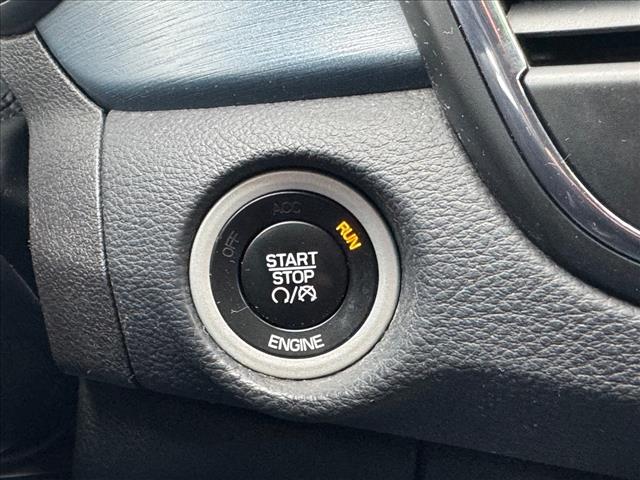 OFF
ACC
RUN
START
STOP
ENGINE